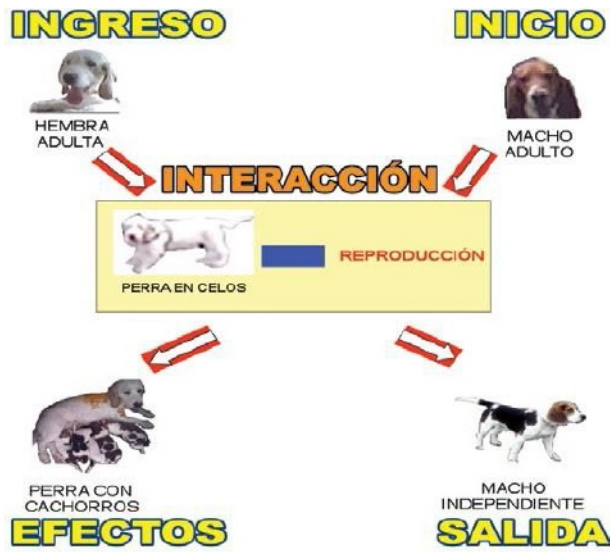 INGRESO
INICIO
HEMBRA
ADULTA
MACHO
ADULTO
INTERACCIÓN
REPRODUCCIÓN
PERRA EN CELOS
PERRA CON
CACHORROS
MACHO
INDEPENDIENTE
EFECTOS
SALIDA